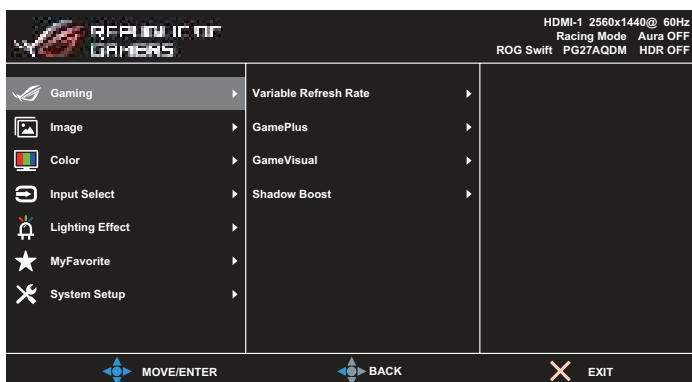 REPUBLIC OF
GAMERS
HDMI-1 2560x1440@ 60Hz
Racing Mode Aura OFF
ROG Swift PG27AQDM HDR OFF
Gaming
Image
Color
Input Select
Lighting Effect
MyFavorite
System Setup
Variable Refresh Rate
GamePlus
GameVisual
Shadow Boost
MOVE/ENTER
BACK
EXIT